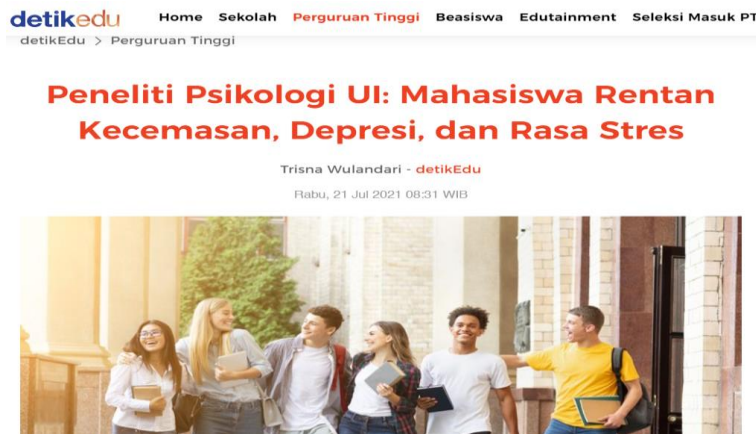 detikedu Home Sekolah Perguruan Tinggi Beasiswa Edutainment Seleksi Masuk PT
detikEdu > Perguruan Tinggi
Peneliti Psikologi UI: Mahasiswa Rentan
Kecemasan, Depresi, dan Rasa Stres
Trisna Wulandari - detikEdu
Rabu, 21 Jul 2021 08:31 WIB